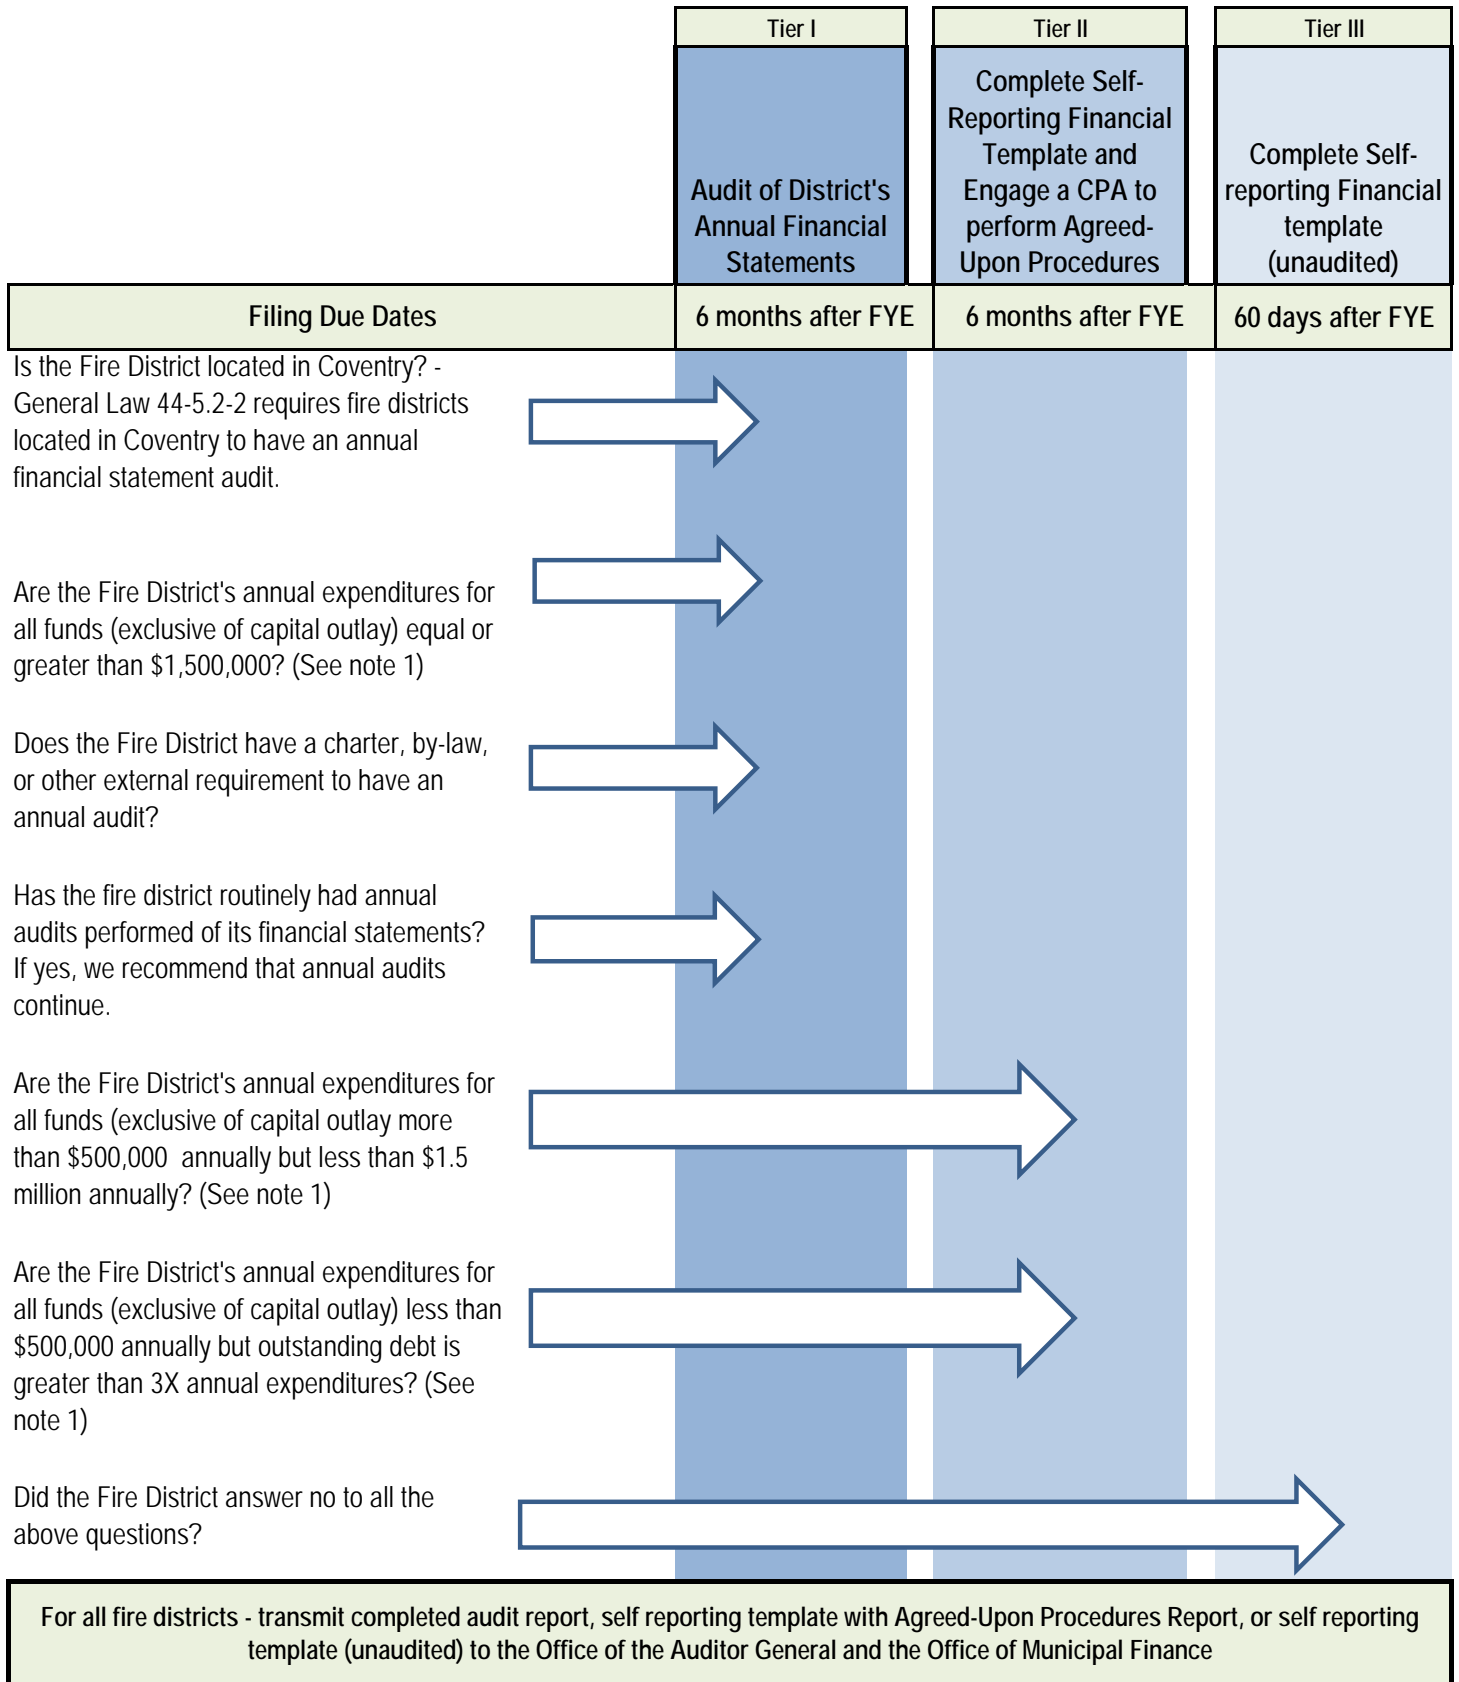 Tier I
Tier II
Tier III
Audit of District's
Annual Financial
Statements
Complete Self-
Reporting Financial
Template and
Engage a CPA to
perform Agreed-
Upon Procedures
Complete Self-
reporting Financial
template
(unaudited)
Filing Due Dates
6 months after FYE
6 months after FYE
60 days after FYE
Is the Fire District located in Coventry? -
General Law 44-5.2-2 requires fire districts
located in Coventry to have an annual
financial statement audit.
Are the Fire District's annual expenditures for
all funds (exclusive of capital outlay) equal or
greater than $1,500,000? (See note 1)
Does the Fire District have a charter, by-law,
or other external requirement to have an
annual audit?
Has the fire district routinely had annual
audits performed of its financial statements?
If yes, we recommend that annual audits
continue.
Are the Fire District's annual expenditures for
all funds (exclusive of capital outlay more
than $500,000 annually but less than $1.5
million annually? (See note 1)
Are the Fire District's annual expenditures for
all funds (exclusive of capital outlay) less than
$500,000 annually but outstanding debt is
greater than 3X annual expenditures? (See
note 1)
Did the Fire District answer no to all the
above questions?
For all fire districts - transmit completed audit report, self reporting template with Agreed-Upon Procedures Report, or self reporting
template (unaudited) to the Office of the Auditor General and the Office of Municipal Finance